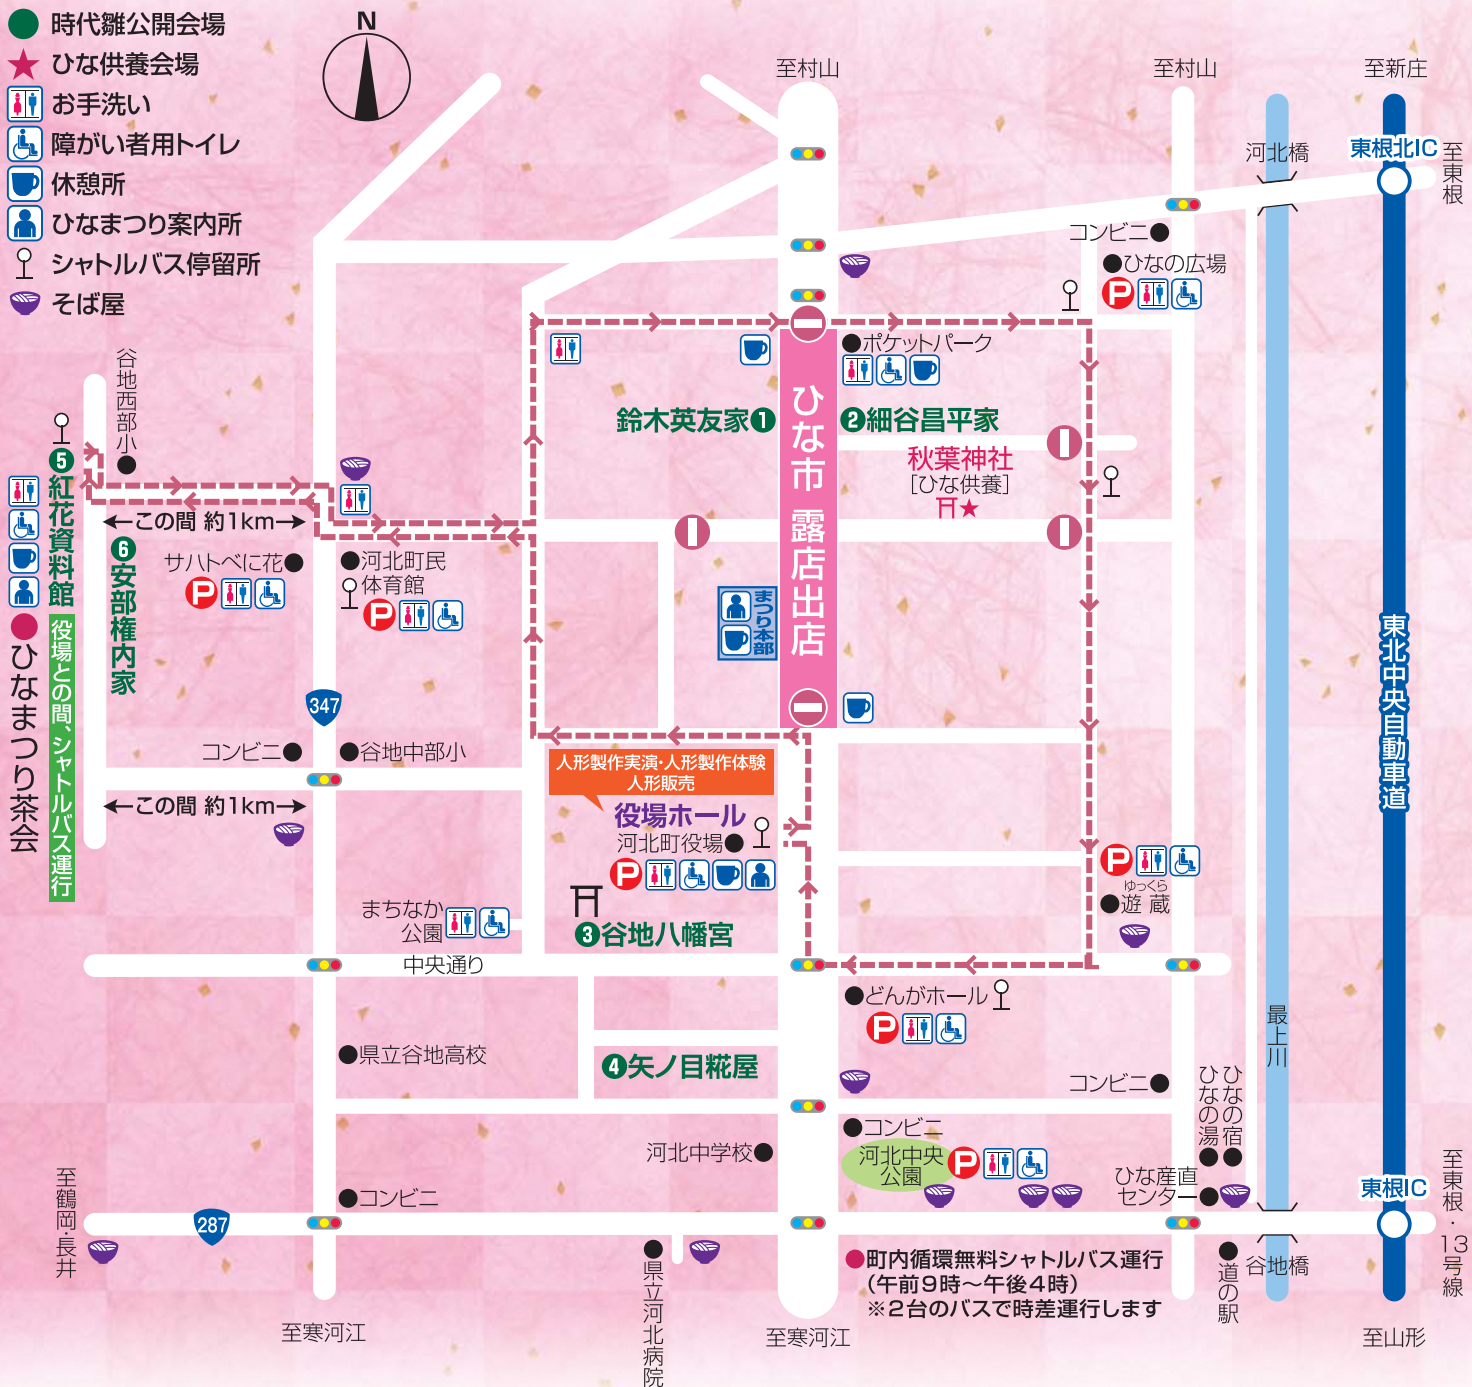 時代雛公開会場
ひな供養会場
お手洗い
障がい者用トイレ
休憩所
ひなまつり案内所
シャトルバス停留所
そば屋
N
至村山
至村山
至新庄
河北橋
東根北IC
至東根
コンビニ
ひなの広場
P
ポケットパーク
谷地西部小
鈴木英友家❶
❷細谷昌平家
ひな市 露店出店
秋葉神社
[ひな供養]
❺紅花資料館
役場との間、シャトルバス運行
ひなまつり茶会
←この間 約1km→
❻安部権内家
サハトべに花
P
河北町民
体育館
P
まつり本部
347
コンビニ
谷地中部小
←この間 約1km→
人形製作実演・人形製作体験
人形販売
役場ホール
河北町役場
P
❸谷地八幡宮
まちなか
公園
中央通り
P
ゆっくら
遊蔵
東北中央自動車道
どんがホール
P
県立谷地高校
❹矢ノ目糀屋
最上川
コンビニ
ひなの宿
ひなの湯
コンビニ
河北中央
公園
P
河北中学校
ひな産直
センター
東根IC
至東根・13号線
至鶴岡・長井
コンビニ
287
県立河北病院
町内循環無料シャトルバス運行
(午前9時〜午後4時)
※2台のバスで時差運行します
道の駅
谷地橋
至寒河江
至寒河江
至山形